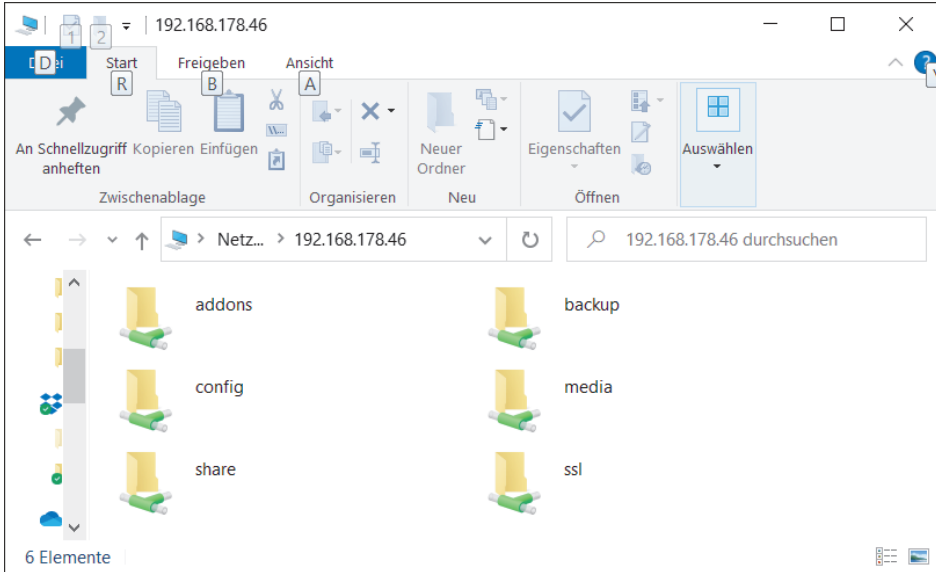 1 2 192.168.178.46
D Start Freigeben Ansicht
R B A
An Schnellzugriff anheften Kopieren Einfügen Neuer Ordner Eigenschaften Auswählen
Zwischenablage Organisieren Neu Öffnen
Netz... 192.168.178.46 192.168.178.46 durchsuchen
addons backup
config media
share ssl
6 Elemente